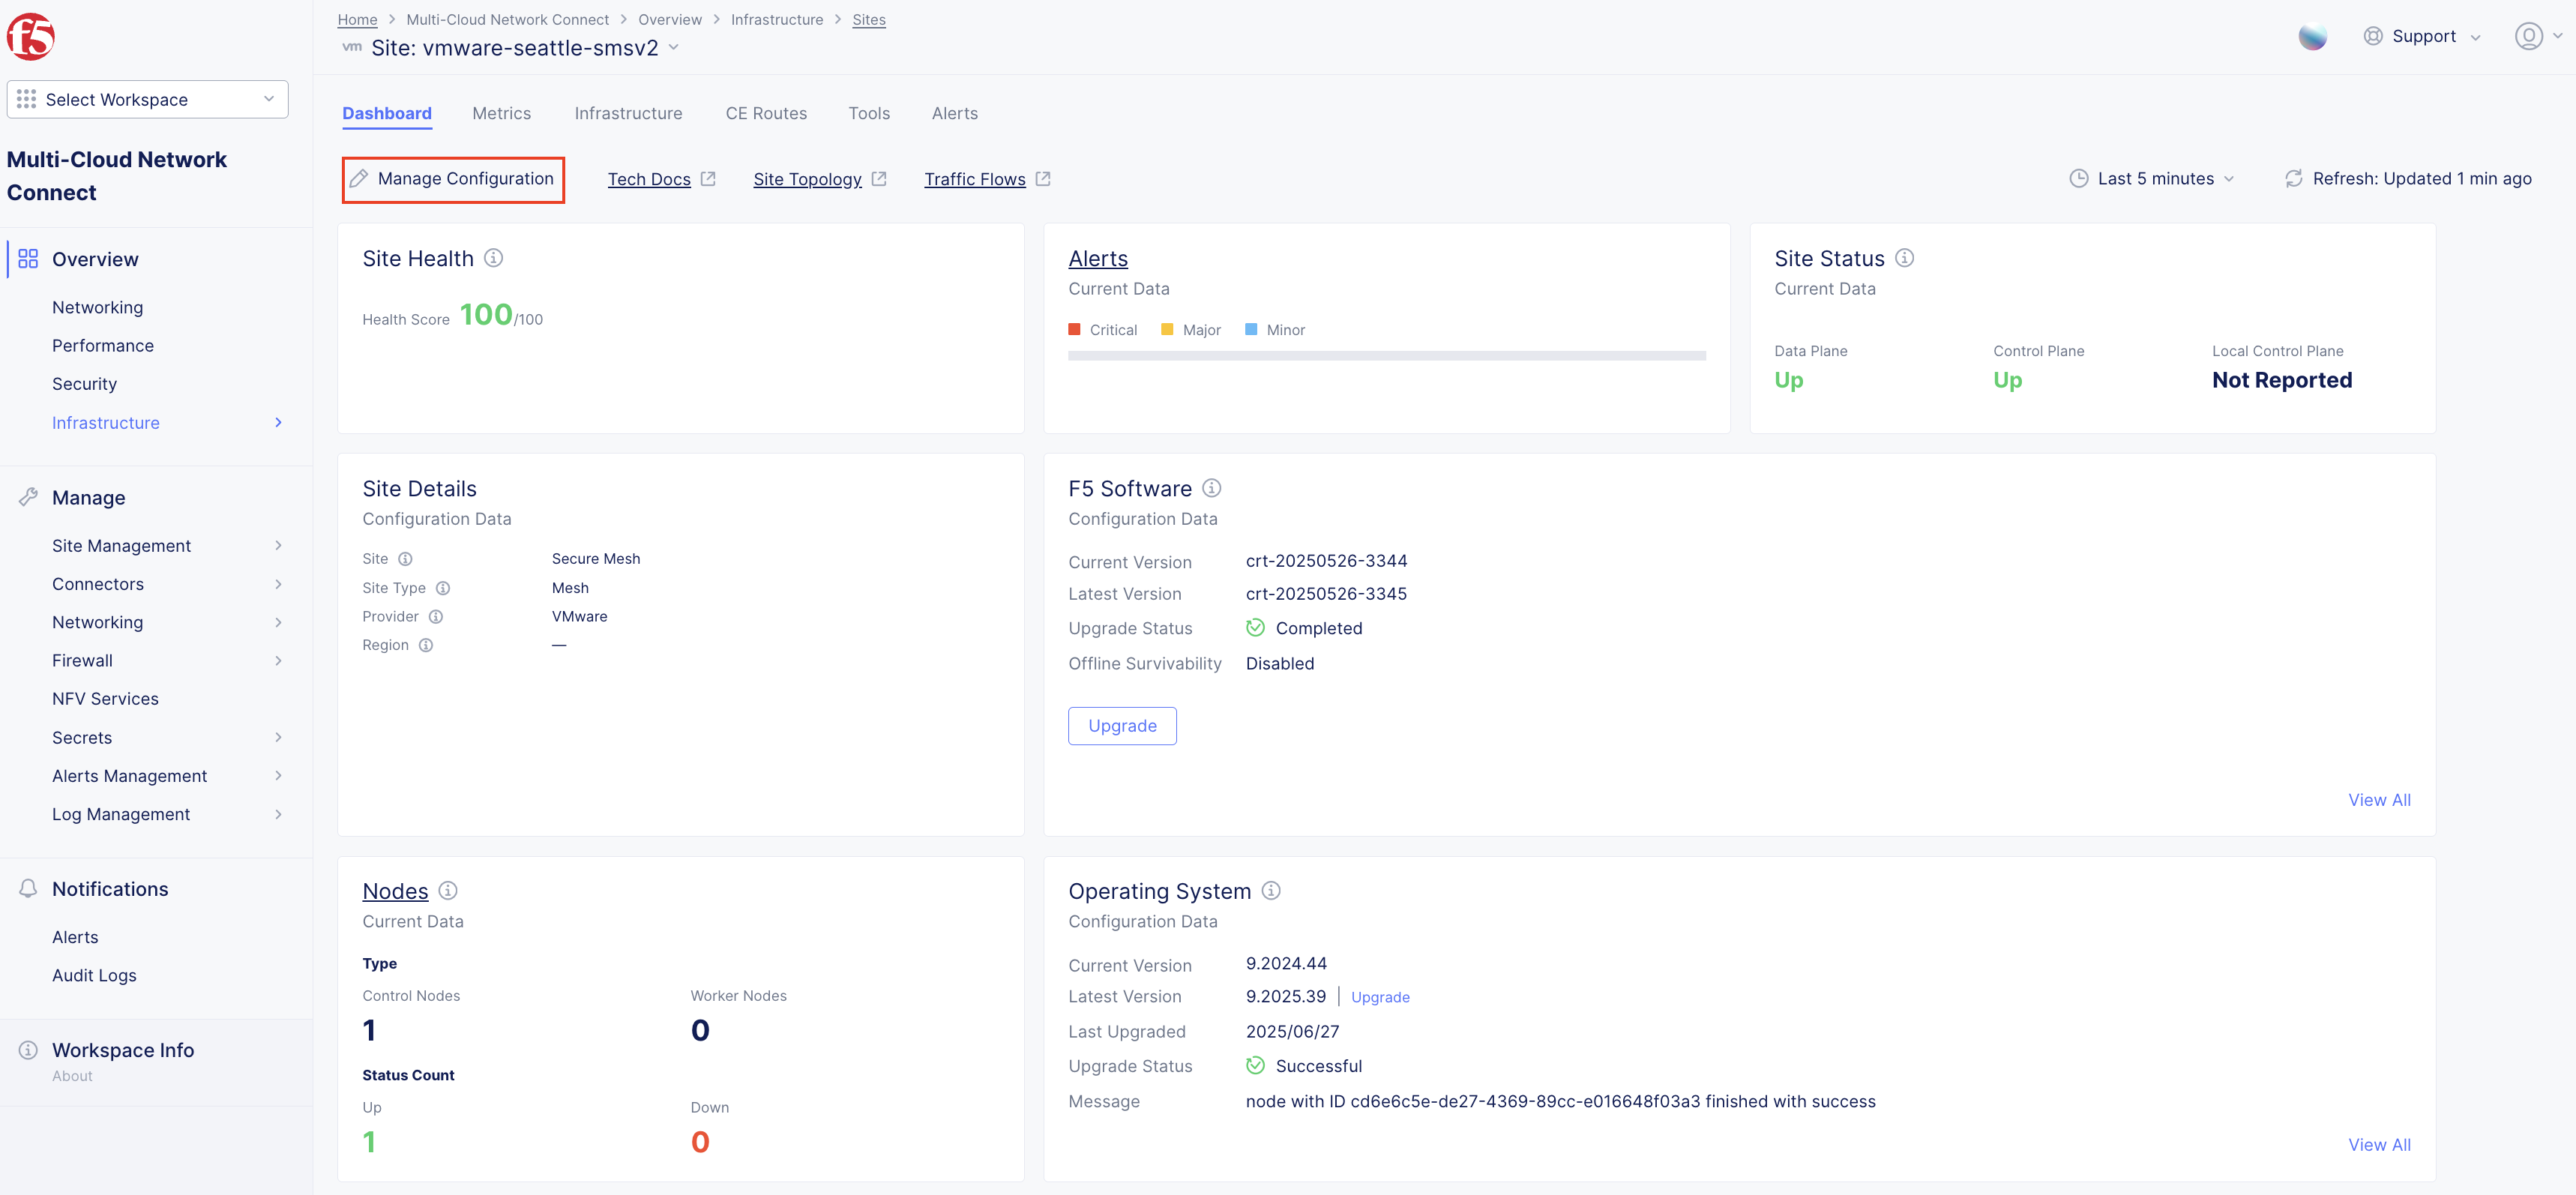 f5
Select Workspace
Multi-Cloud Network
Connect
Overview
Networking
Performance
Security
Infrastructure
Manage
Site Management
Connectors
Networking
Firewall
NFV Services
Secrets
Alerts Management
Log Management
Notifications
Alerts
Audit Logs
Workspace Info
About
Home > Multi-Cloud Network Connect > Overview > Infrastructure > Sites
vm Site: vmware-seattle-smsv2
Support
Dashboard Metrics Infrastructure CE Routes Tools Alerts
Manage Configuration Tech Docs Site Topology Traffic Flows Last 5 minutes Refresh: Updated 1 min ago
Site Health
Health Score 100/100
Alerts
Current Data
Critical Major Minor
Site Status
Current Data
Data Plane Control Plane Local Control Plane
Up Up Not Reported
Site Details
Configuration Data
Site Secure Mesh
Site Type Mesh
Provider VMware
Region —
F5 Software
Configuration Data
Current Version crt-20250526-3344
Latest Version crt-20250526-3345
Upgrade Status Completed
Offline Survivability Disabled
Upgrade
View All
Nodes
Current Data
Type
Control Nodes Worker Nodes
1 0
Status Count
Up Down
1 0
Operating System
Configuration Data
Current Version 9.2024.44
Latest Version 9.2025.39 | Upgrade
Last Upgraded 2025/06/27
Upgrade Status Successful
Message node with ID cd6e6c5e-de27-4369-89cc-e016648f03a3 finished with success
View All